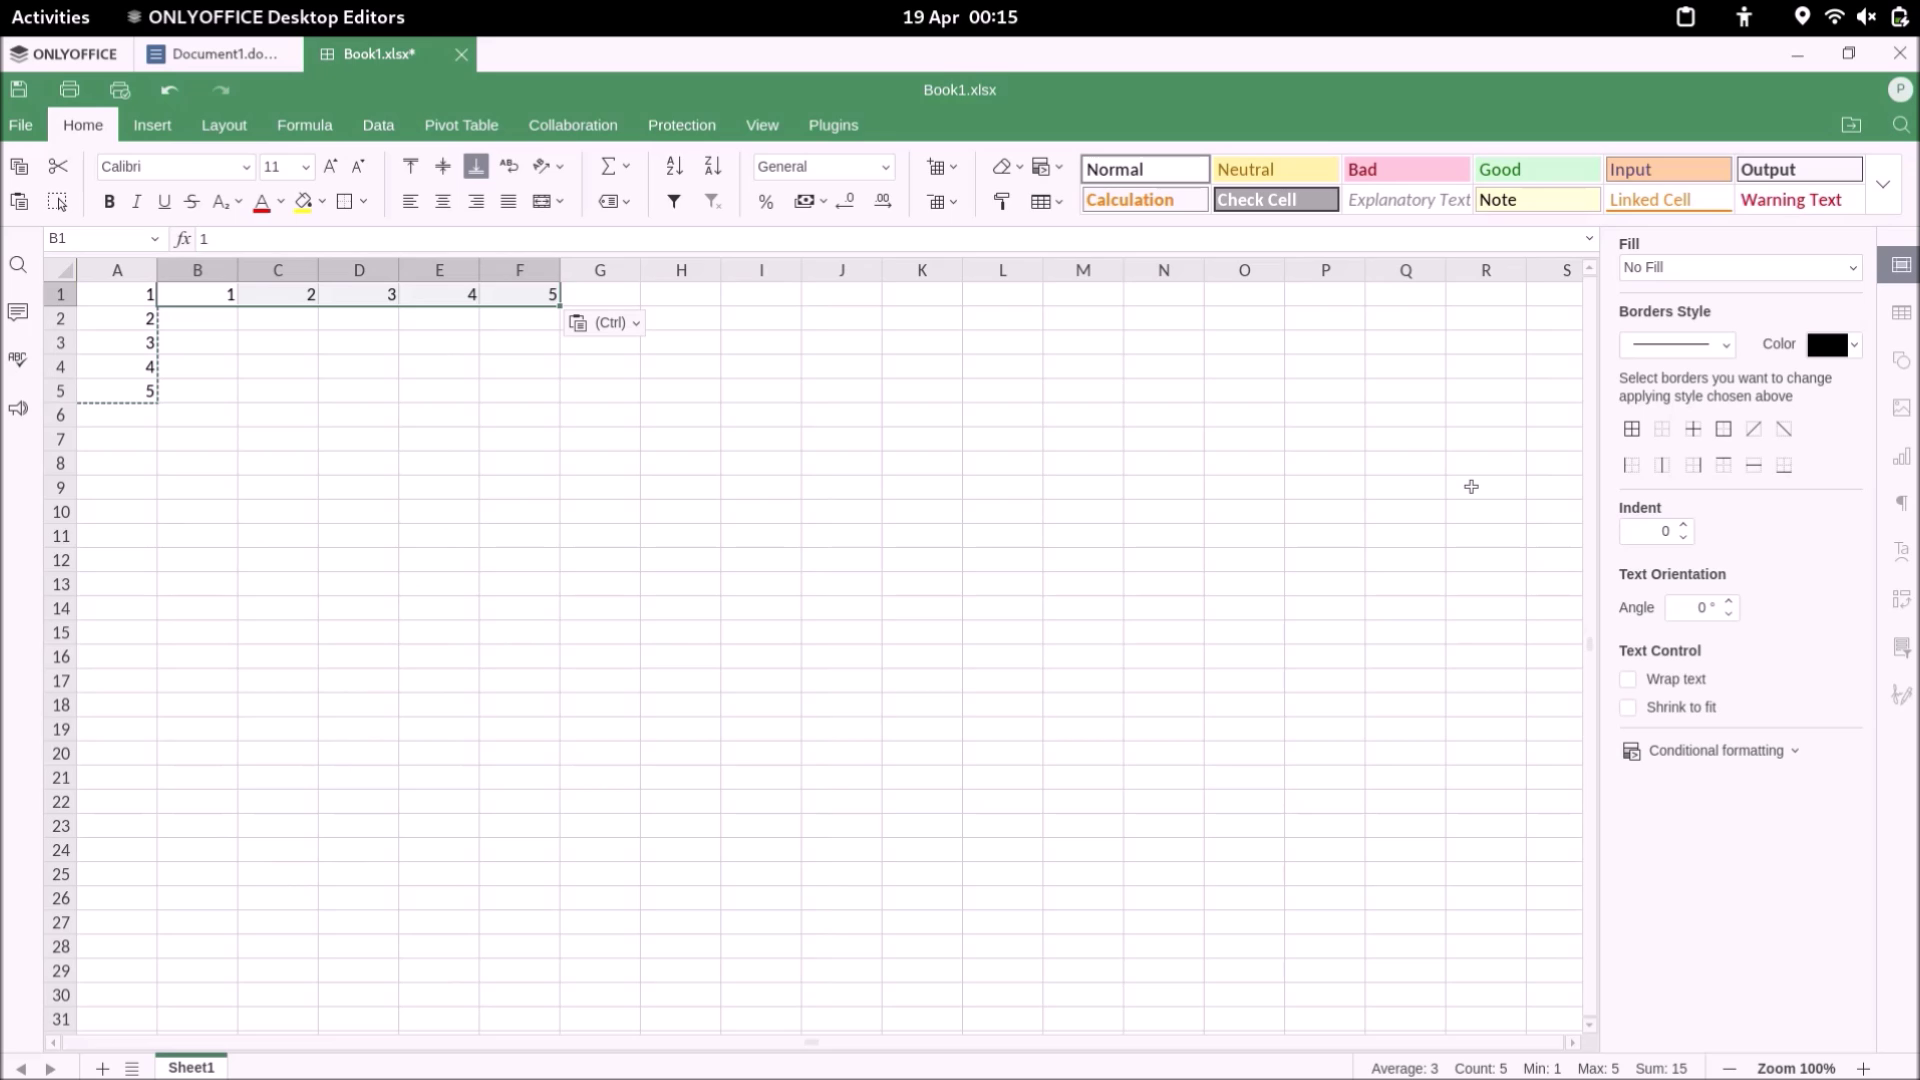 Activities ONLYOFFICE Desktop Editors 19 Apr 00:15
ONLYOFFICE Document1.do... Book1.xlsx*
Book1.xlsx P
File Home Insert Layout Formula Data Pivot Table Collaboration Protection View Plugins
Calibri 11 General Normal Neutral Bad Good Input Output
Calculation Check Cell Explanatory Text Note Linked Cell Warning Text
B1 fx 1
A B C D E F G H I J K L M N O P Q R S
1 1 1 2 3 4 5
2 2
(Ctrl)
3 3
4 4
5 5
6
7
8
9
10
11
12
13
14
15
16
17
18
19
20
21
22
23
24
25
26
27
28
29
30
31
Fill
No Fill
Borders Style
Color
Select borders you want to change
applying style chosen above
Indent
0
Text Orientation
Angle 0 °
Text Control
Wrap text
Shrink to fit
Conditional formatting
Sheet1 Average: 3 Count: 5 Min: 1 Max: 5 Sum: 15 Zoom 100%